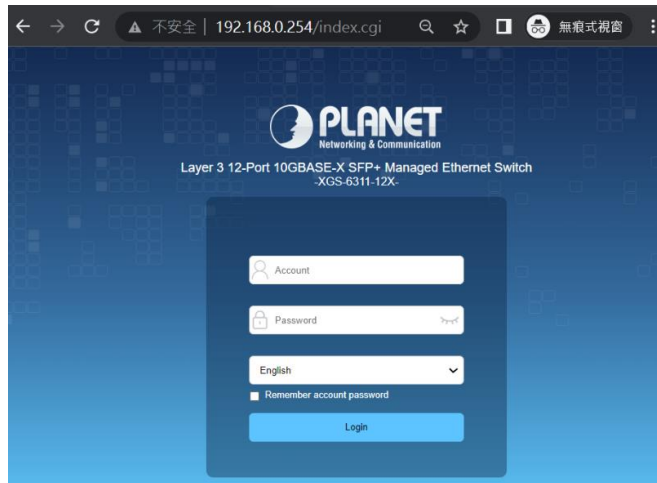 不安全 | 192.168.0.254/index.cgi 無痕式視窗
PLANET
Networking & Communication
Layer 3 12-Port 10GBASE-X SFP+ Managed Ethernet Switch
-XGS-6311-12X-
Account
Password
English
Remember account password
Login